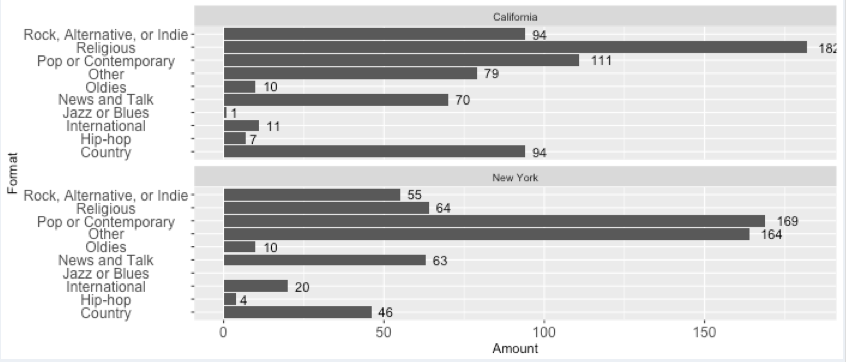 California
Rock, Alternative, or Indie 94
Religious 182
Pop or Contemporary 111
Other 79
Oldies 10
News and Talk 70
Jazz or Blues 1
International 11
Hip-hop 7
Country 94
Format
New York
Rock, Alternative, or Indie 55
Religious 64
Pop or Contemporary 169
Other 164
Oldies 10
News and Talk 63
Jazz or Blues
International 20
Hip-hop 4
Country 46
0 50 100 150
Amount